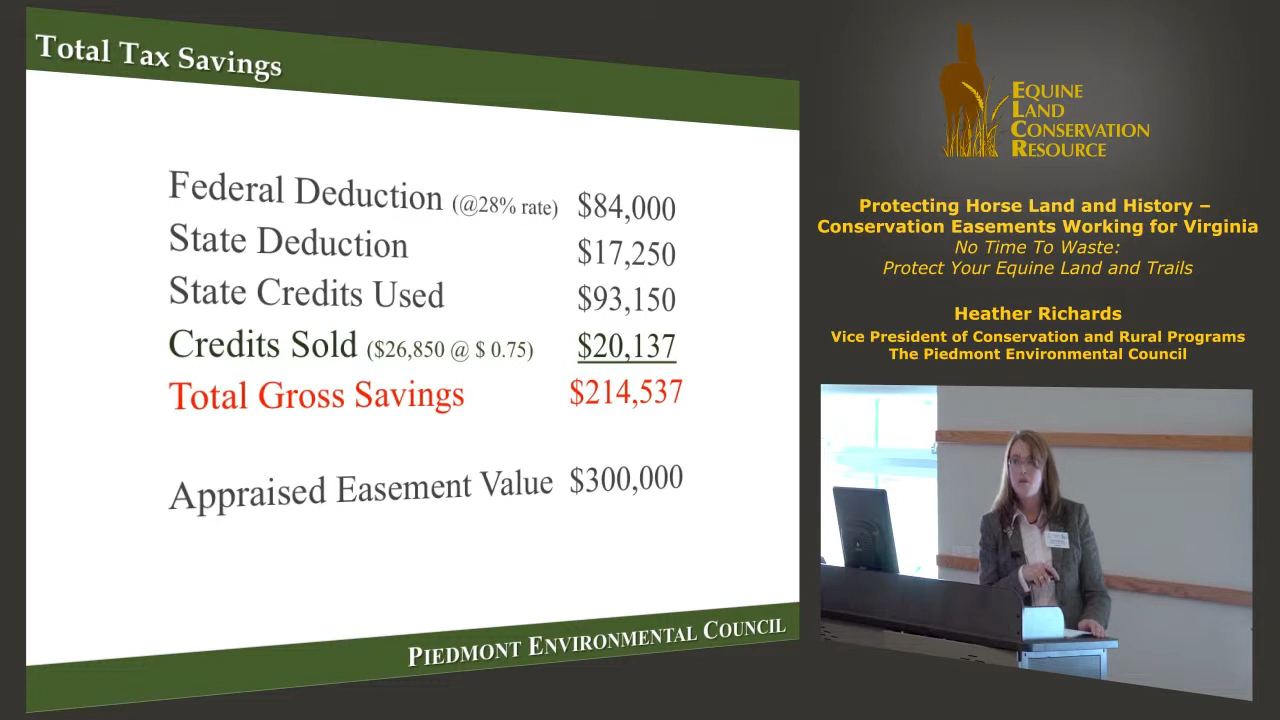 Total Tax Savings
Federal Deduction (@28% rate) $84,000
State Deduction $17,250
State Credits Used $93,150
Credits Sold ($26,850 @ $ 0.75) $20,137
Total Gross Savings $214,537
Appraised Easement Value $300,000
PIEDMONT ENVIRONMENTAL COUNCIL
EQUINE
LAND
CONSERVATION
RESOURCE
Protecting Horse Land and History –
Conservation Easements Working for Virginia
No Time To Waste:
Protect Your Equine Land and Trails
Heather Richards
Vice President of Conservation and Rural Programs
The Piedmont Environmental Council